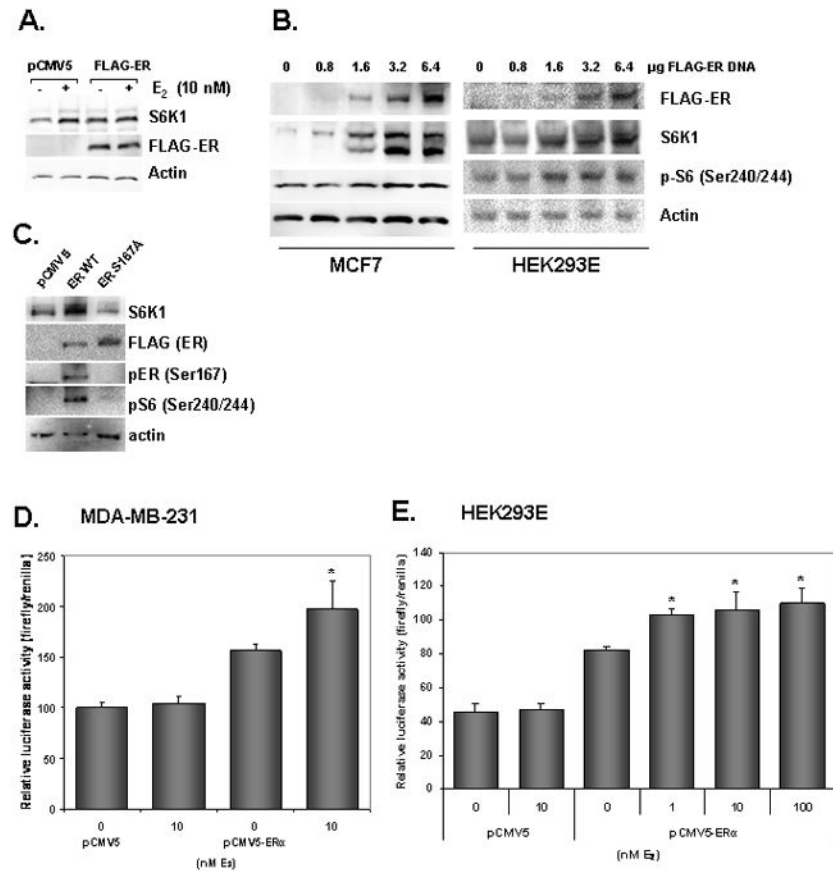 A.
pCMV5 FLAG-ER
- + - + E2 (10 nM)
S6K1
FLAG-ER
Actin
B.
0 0.8 1.6 3.2 6.4 0 0.8 1.6 3.2 6.4 µg FLAG-ER DNA
FLAG-ER
S6K1
p-S6 (Ser240/244)
Actin
MCF7 HEK293E
C.
pCMV5 ER WT ER S167A
S6K1
FLAG (ER)
pER (Ser167)
pS6 (Ser240/244)
actin
D. MDA-MB-231
Relative luciferase activity [firefly/renilla)
250
200
150
100
50
0
*
0 10 0 10
pCMV5 pCMV5-ERα
(nM E2)
E. HEK293E
Relative luciferase activity (firefly/renilla)
140
120
100
80
60
40
20
0
* * *
0 10 0 1 10 100
pCMV5 pCMV5-ERα
(nM E2)